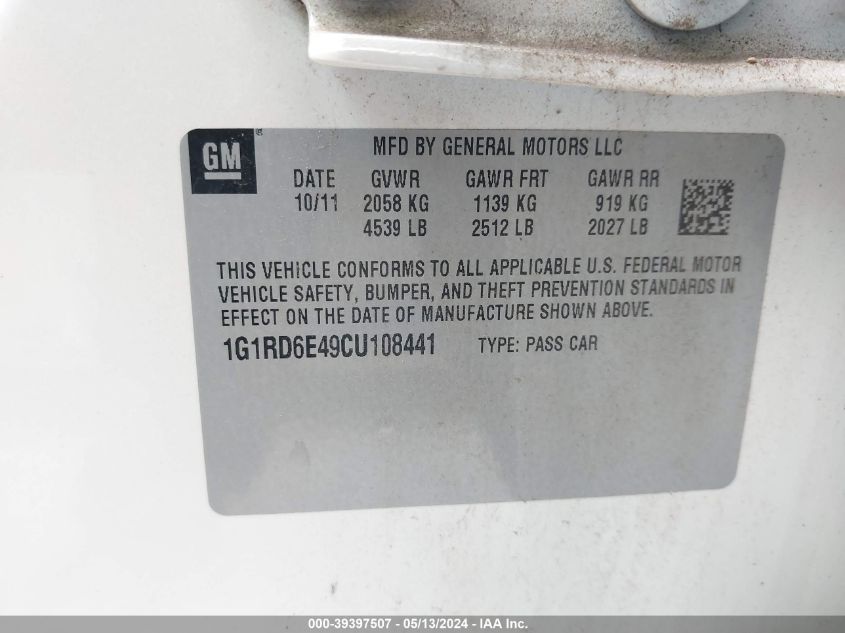 GM ®
MFD BY GENERAL MOTORS LLC
DATE GVWR GAWR FRT GAWR RR
10/11 2058 KG 1139 KG 919 KG
4539 LB 2512 LB 2027 LB
THIS VEHICLE CONFORMS TO ALL APPLICABLE U.S. FEDERAL MOTOR
VEHICLE SAFETY, BUMPER, AND THEFT PREVENTION STANDARDS IN
EFFECT ON THE DATE OF MANUFACTURE SHOWN ABOVE.
1G1RD6E49CU108441 TYPE: PASS CAR
000-39397507 - 05/13/2024 - IAAI.com